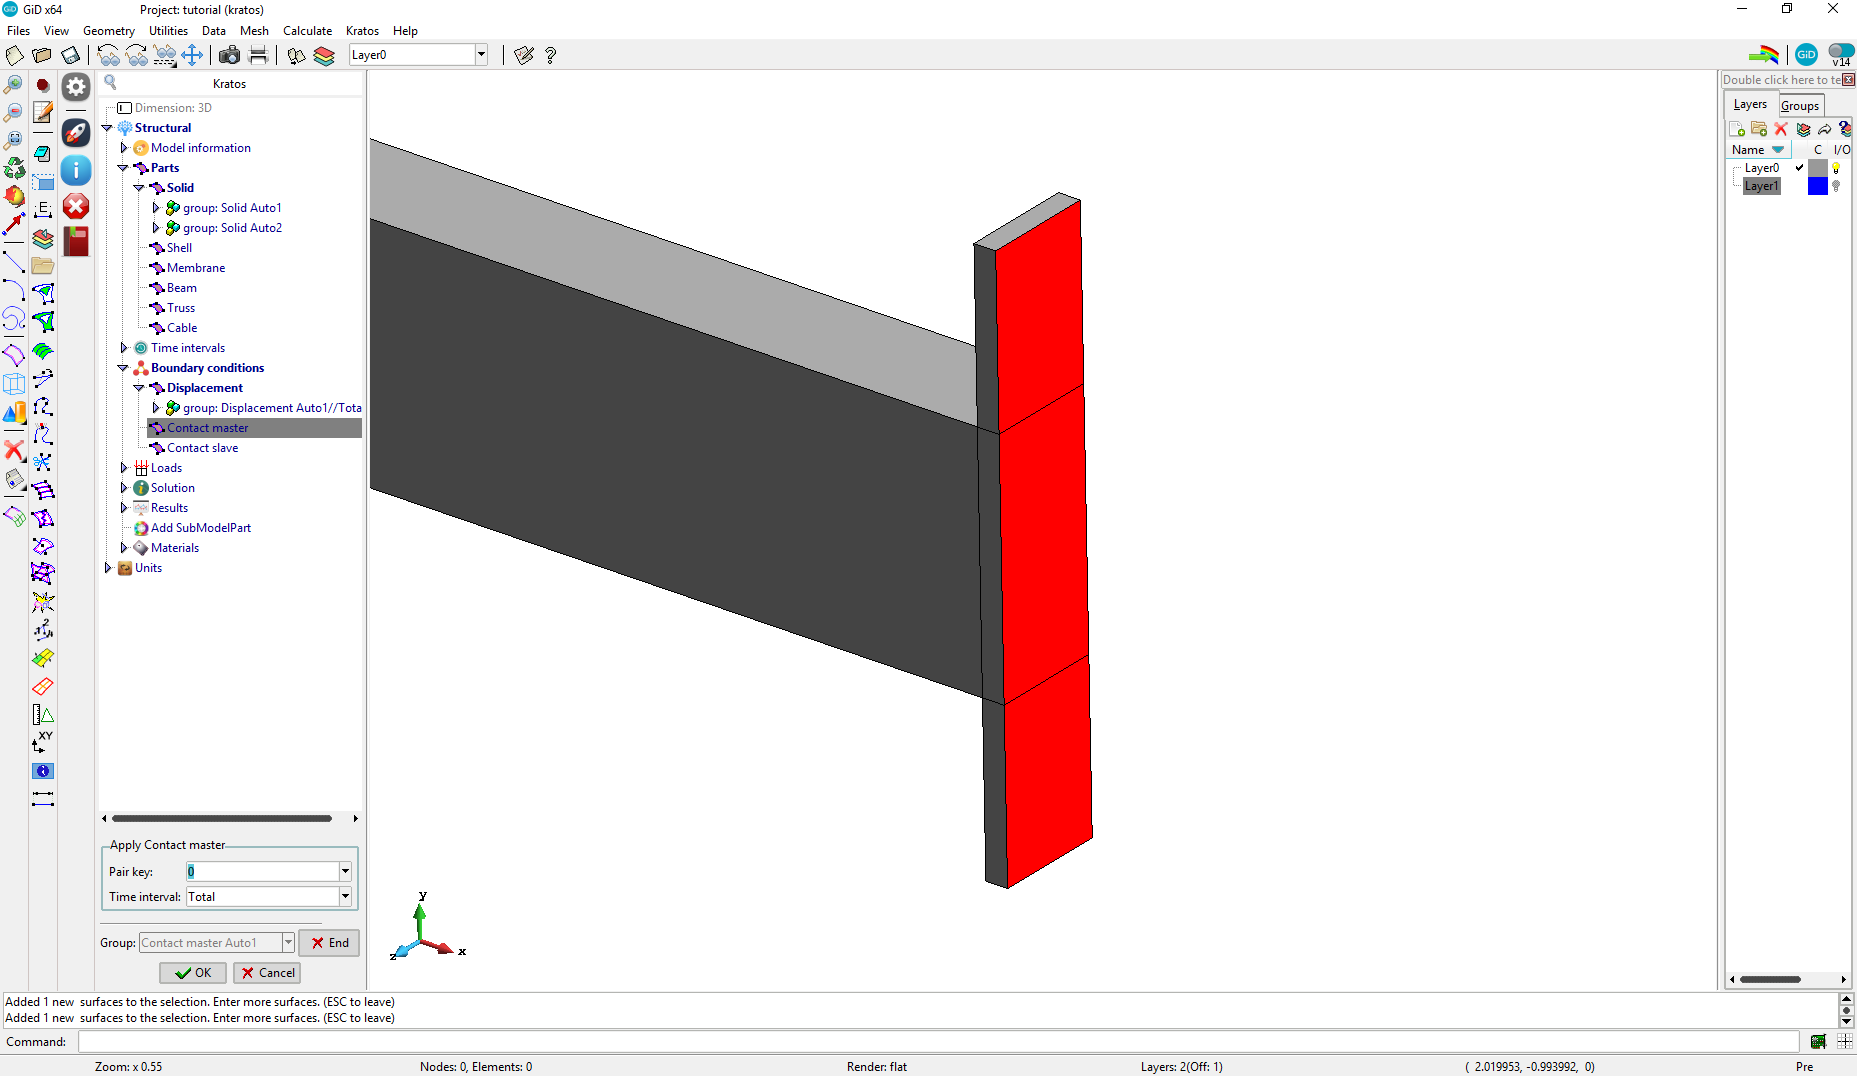 GiD x64 Project: tutorial (kratos)
Files View Geometry Utilities Data Mesh Calculate Kratos Help
Layer0
GiD
v14
Kratos
Dimension: 3D
Structural
Model information
Parts
Solid
group: Solid Auto1
group: Solid Auto2
Shell
Membrane
Beam
Truss
Cable
Time intervals
Boundary conditions
Displacement
group: Displacement Auto1//Tota
Contact master
Contact slave
Loads
Solution
Results
Add SubModelPart
Materials
Units
Apply Contact master
Pair key: 0
Time interval: Total
Group: Contact master Auto1 End
OK Cancel
y
x
z
Double click here to te
Layers Groups
Name C I/O
Layer0
Layer1
Added 1 new surfaces to the selection. Enter more surfaces. (ESC to leave)
Added 1 new surfaces to the selection. Enter more surfaces. (ESC to leave)
Command:
Zoom: x 0.55 Nodes: 0, Elements: 0 Render: flat Layers: 2(Off: 1) ( 2.019953, -0.993992, 0) Pre